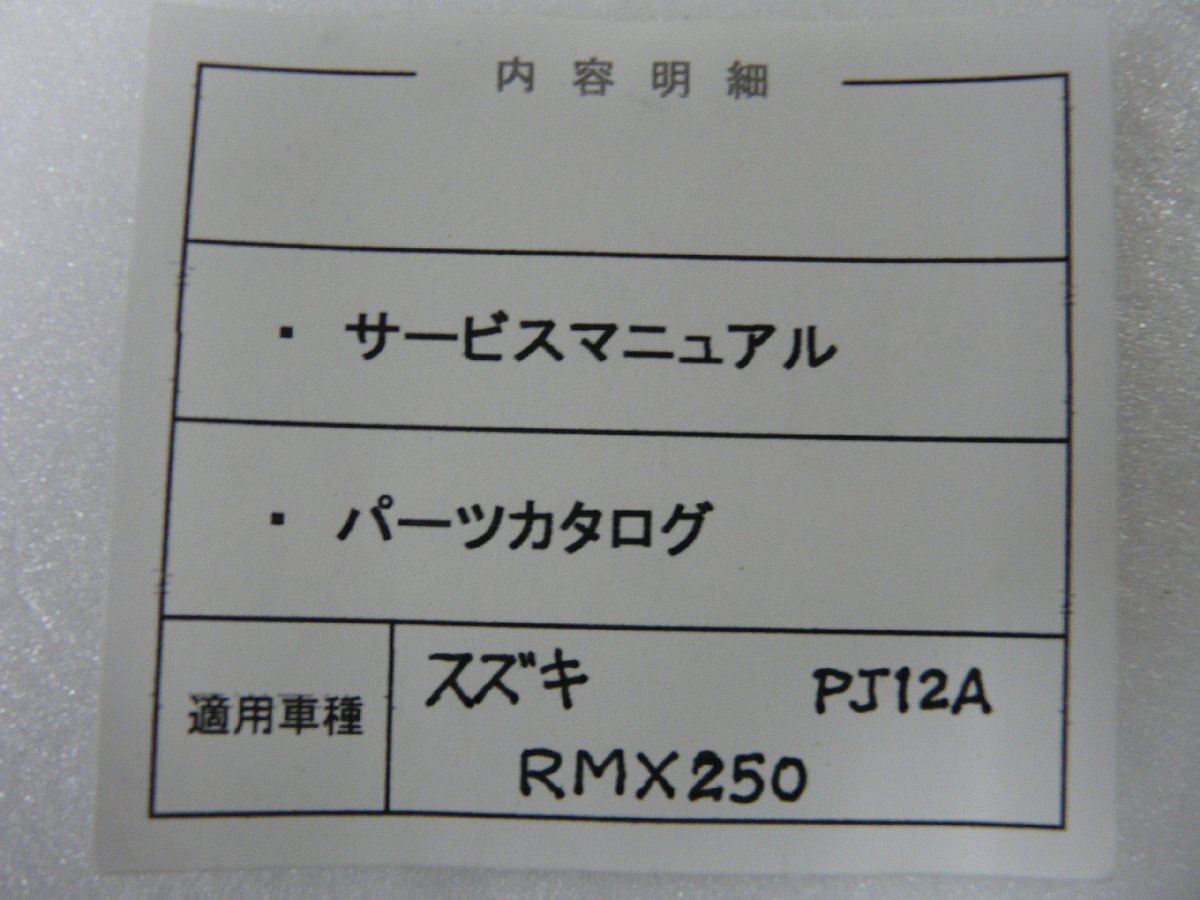 内容明細
・ サービスマニュアル
・ パーツカタログ
適用車種
スズキ PJ12A
RMX250